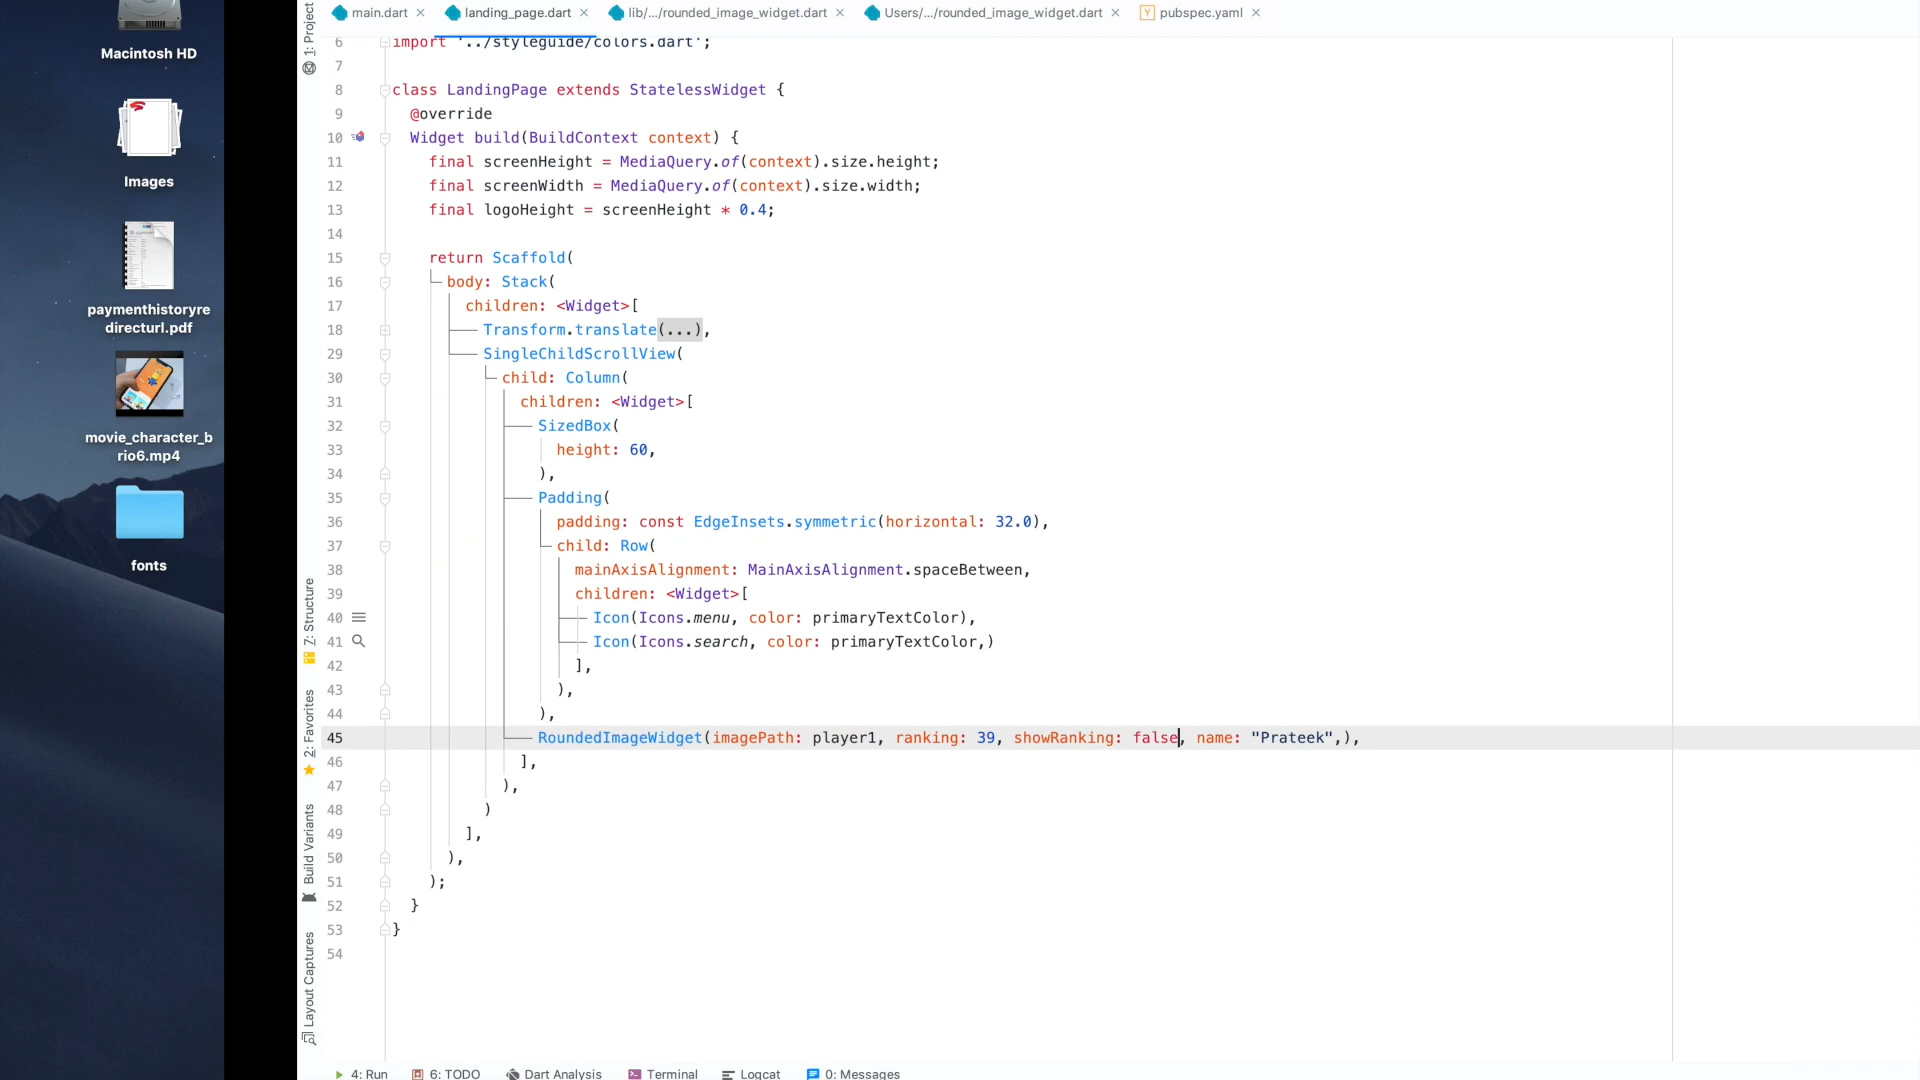 Macintosh HD
Images
paymenthistoryre
directurl.pdf
movie_character_b
rio6.mp4
fonts
1: Project
7: Structure
2: Favorites
Build Variants
Layout Captures
main.dart
landing_page.dart
lib/.../rounded_image_widget.dart
Users/.../rounded_image_widget.dart
pubspec.yaml
6 import '../styleguide/colors.dart';
7
8 class LandingPage extends StatelessWidget {
9 @override
10 Widget build(BuildContext context) {
11 final screenHeight = MediaQuery.of(context).size.height;
12 final screenWidth = MediaQuery.of(context).size.width;
13 final logoHeight = screenHeight * 0.4;
14
15 return Scaffold(
16 body: Stack(
17 children: <Widget>[
18 Transform.translate(...),
29 SingleChildScrollView(
30 child: Column(
31 children: <Widget>[
32 SizedBox(
33 height: 60,
34 ),
35 Padding(
36 padding: const EdgeInsets.symmetric(horizontal: 32.0),
37 child: Row(
38 mainAxisAlignment: MainAxisAlignment.spaceBetween,
39 children: <Widget>[
40 Icon(Icons.menu, color: primaryTextColor),
41 Icon(Icons.search, color: primaryTextColor,)
42 ],
43 ),
44 ),
45 RoundedImageWidget(imagePath: player1, ranking: 39, showRanking: false, name: "Prateek",),
46 ],
47 ),
48 )
49 ],
50 ),
51 );
52 }
53 }
54
4: Run
6: TODO
Dart Analysis
Terminal
Logcat
0: Messages